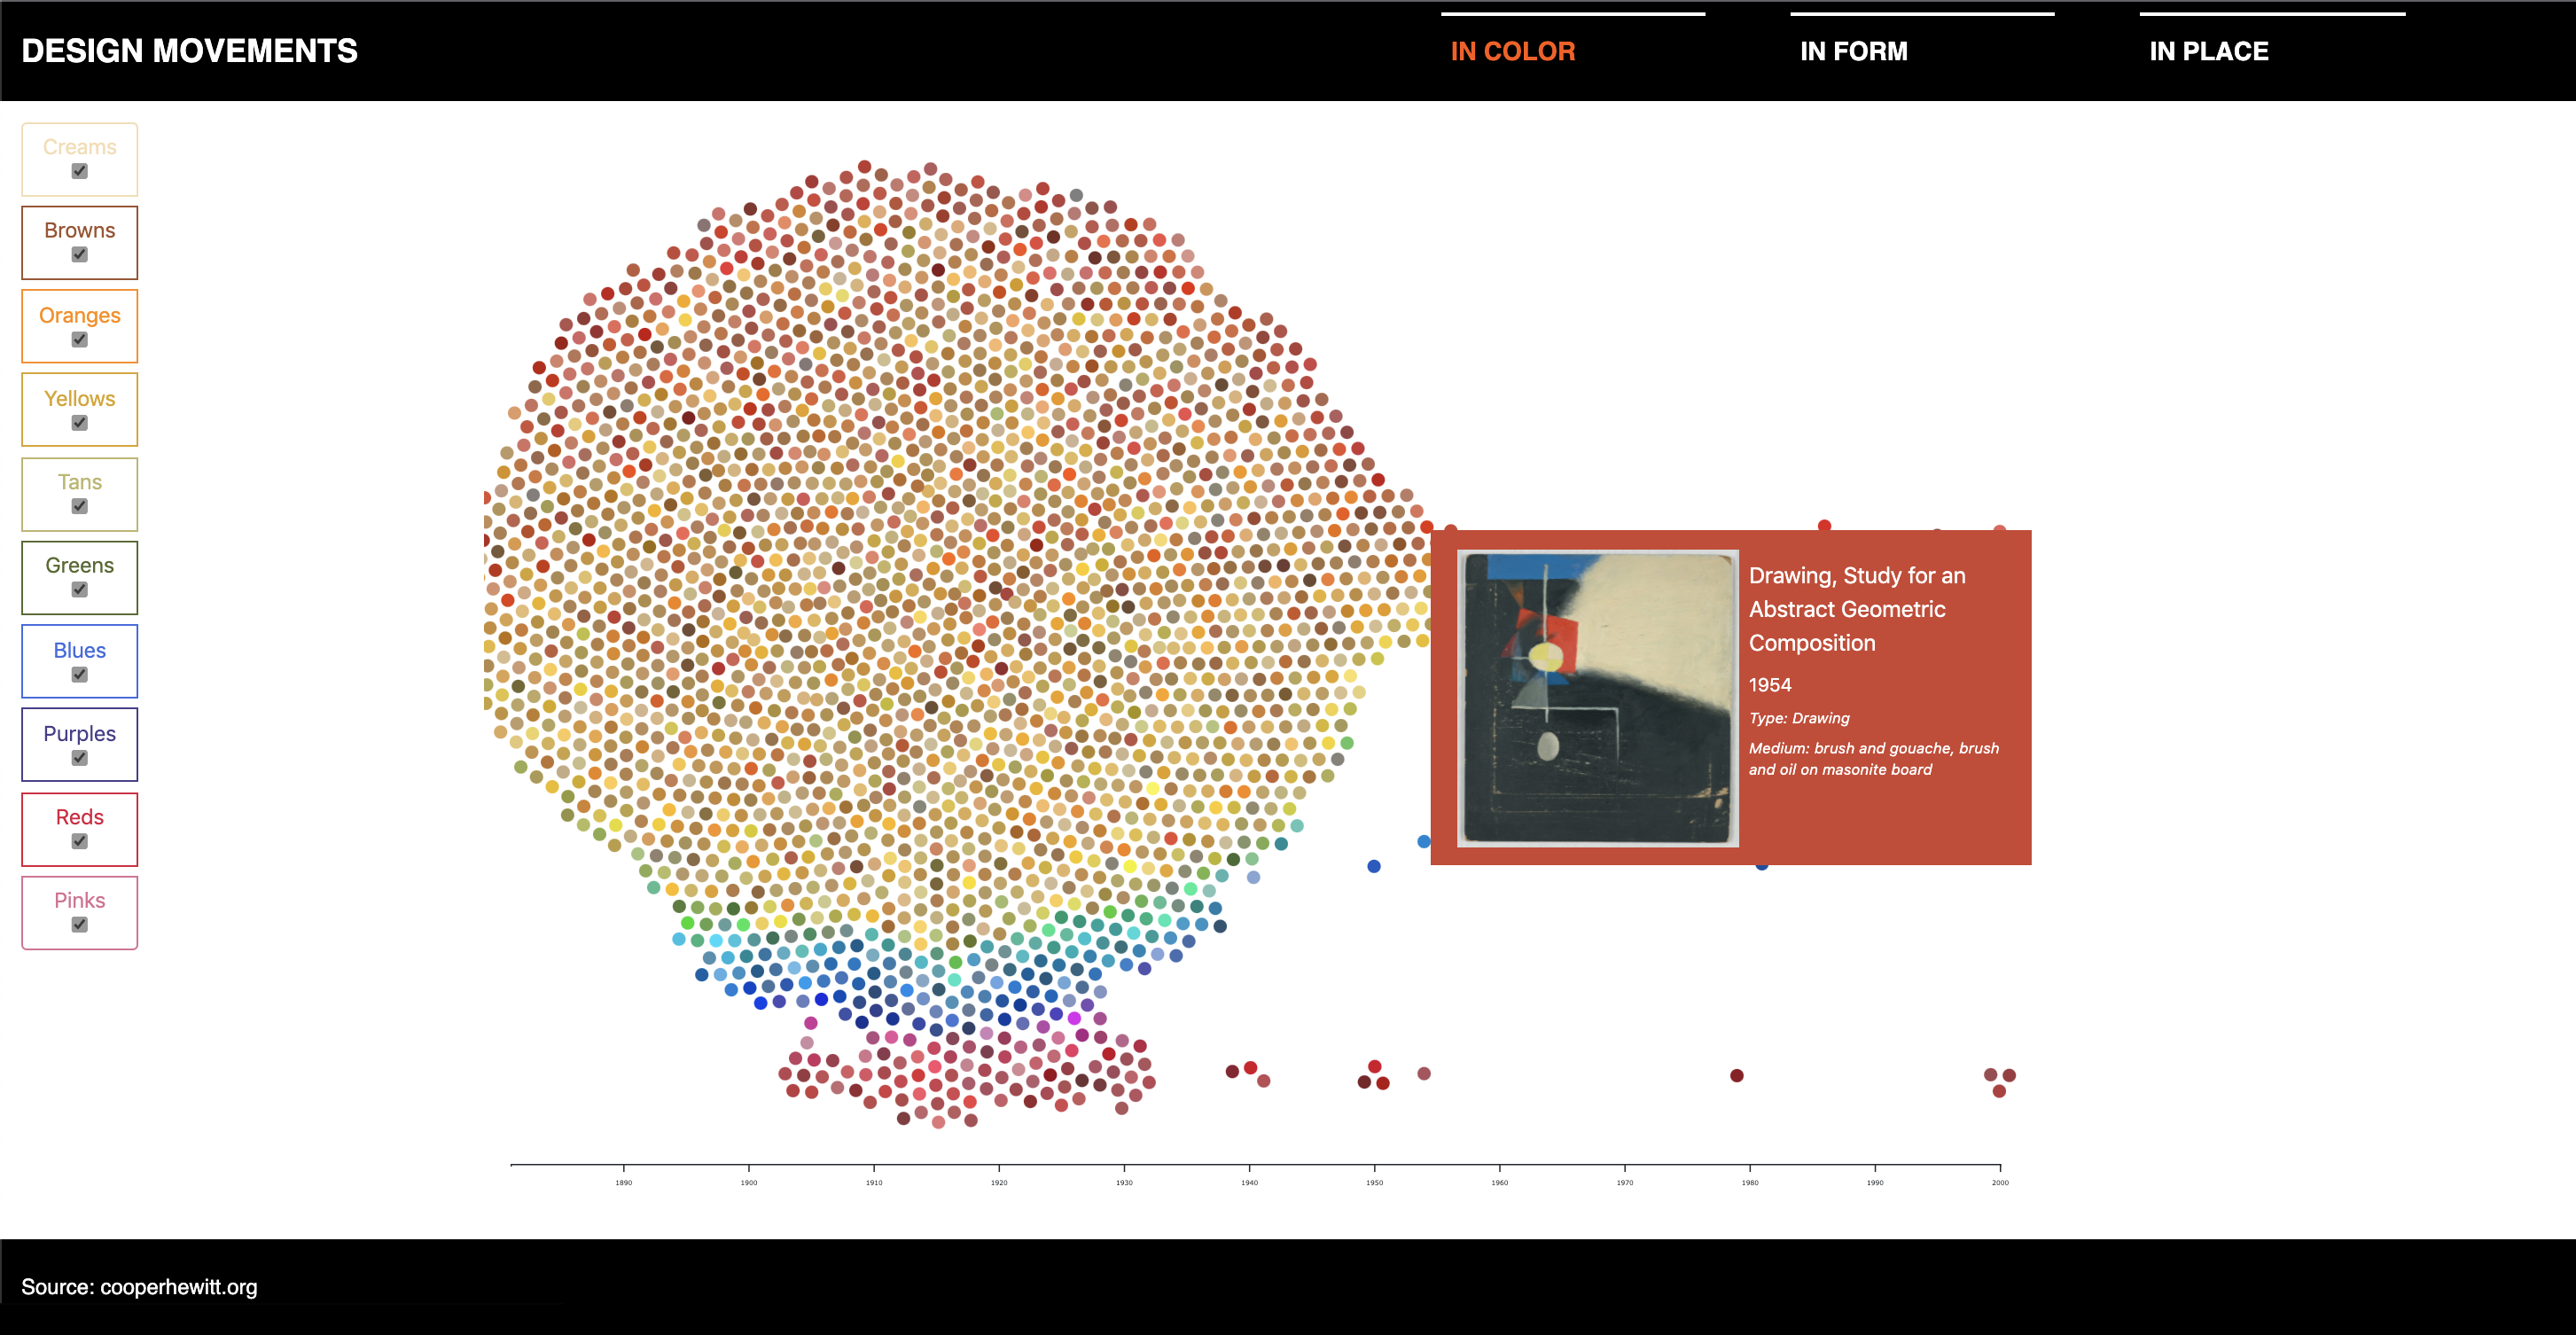 DESIGN MOVEMENTS
IN COLOR
IN FORM
IN PLACE
Creams
Browns
Oranges
Yellows
Tans
Greens
Blues
Purples
Reds
Pinks
Drawing, Study for an
Abstract Geometric
Composition
1954
Type: Drawing
Medium: brush and gouache, brush
and oil on masonite board
1890 1900 1910 1920 1930 1940 1950 1960 1970 1980 1990 2000
Source: cooperhewitt.org